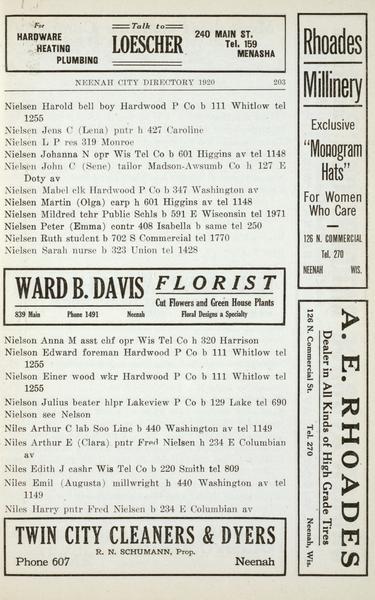 For
HARDWARE
HEATING
PLUMBING
Talk to
LOESCHER
240 MAIN ST.
Tel. 159
MENASHA
NEENAH CITY DIRECTORY 1920 203
Nielsen Harold bell boy Hardwood P Co b 111 Whitlow tel
1255
Nielsen Jens C (Lena) pntr h 427 Caroline
Nielsen L P res 319 Monroe
Nielsen Johanna N opr Wis Tel Co b 601 Higgins av tel 1148
Nielsen John C (Sene) tailor Madson-Awsumb Co h 127 E
Doty av
Nielsen Mabel elk Hardwood P Co b 347 Washington av
Nielsen Martin (Olga) carp h 601 Higgins av tel 1148
Nielsen Mildred tchr Public Schls b 591 E Wisconsin tel 1971
Nielsen Peter (Emma) contr 408 Isabella b same tel 250
Nielsen Ruth student b 702 S Commercial tel 1770
Nielsen Sarah nurse b 323 Union tel 1428
WARD B. DAVIS FLORIST
Cut Flowers and Green House Plants
839 Main Phone 1491 Neenah Floral Designs a Specialty
Nielson Anna M asst chf opr Wis Tel Co h 320 Harrison
Nielson Edward foreman Hardwood P Co b 111 Whitlow tel
1255
Nielson Einer wood wkr Hardwood P Co b 111 Whitlow tel
1255
Nielson Julius beater hlpr Lakeview P Co b 129 Lake tel 690
Nielson see Nelson
Niles Arthur C lab Soo Line b 440 Washington av tel 1149
Niles Arthur E (Clara) pntr Fred Nielsen h 234 E Columbian
av
Niles Edith J cashr Wis Tel Co b 220 Smith tel 809
Niles Emil (Augusta) millwright h 440 Washington av tel
1149
Niles Harry pntr Fred Nielsen b 234 E Columbian av
TWIN CITY CLEANERS & DYERS
R. N. SCHUMANN, Prop.
Phone 607 Neenah
Rhoades
Millinery
Exclusive
"Monogram
Hats"
For Women
Who Care
126 N. COMMERCIAL
Tel. 270
NEENAH WIS.
A. E. RHOADES
Dealer in All Kinds of High Grade Tires
126 N. Commercial St. Tel. 270 Neenah, Wis.